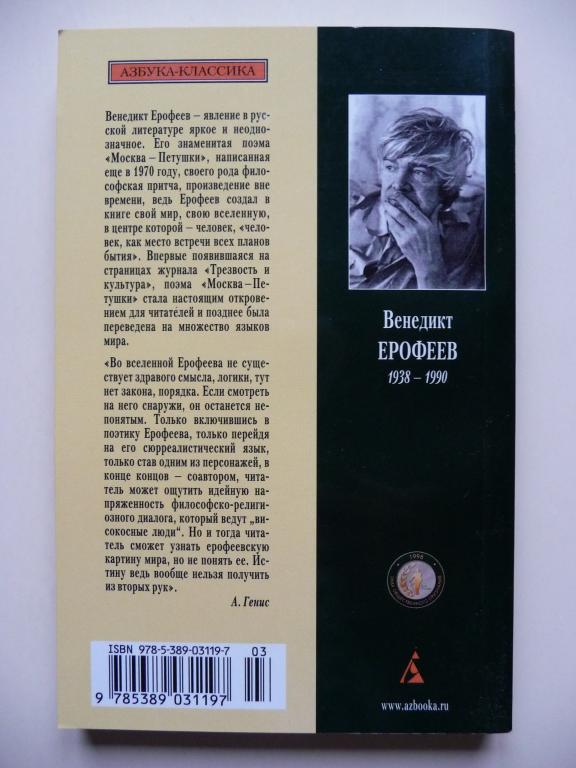 АЗБУКА-КЛАССИКА
Венедикт Ерофеев – явление в рус-
ской литературе яркое и неодно-
значное. Его знаменитая поэма
«Москва – Петушки», написанная
еще в 1970 году, своего рода фило-
софская притча, произведение вне
времени, ведь Ерофеев создал в
книге свой мир, свою вселенную,
в центре которой – человек, «чело-
век, как место встречи всех планов
бытия». Впервые появившаяся на
страницах журнала «Трезвость и
культура», поэма «Москва – Пе-
тушки» стала настоящим открове-
нием для читателей и позднее была
переведена на множество языков
мира.
«Во вселенной Ерофеева не суще-
ствует здравого смысла, логики, тут
нет закона, порядка. Если смотреть
на него снаружи, он останется не-
понятым. Только включившись в
поэтику Ерофеева, только перейдя
на его сюрреалистический язык,
только став одним из персонажей, в
конце концов – соавтором, чита-
тель может ощутить идейную на-
пряженность философско-религи-
озного диалога, который ведут „ви-
сокосные люди“. Но и тогда чита-
тель сможет узнать ерофеевскую
картину мира, но не понять ее. Ис-
тину ведь вообще нельзя получить
из вторых рук».
А. Генис
ISBN 978-5-389-03119-7
03
9 785389 031197
Венедикт
ЕРОФЕЕВ
1938 – 1990
1998
www.azbooka.ru